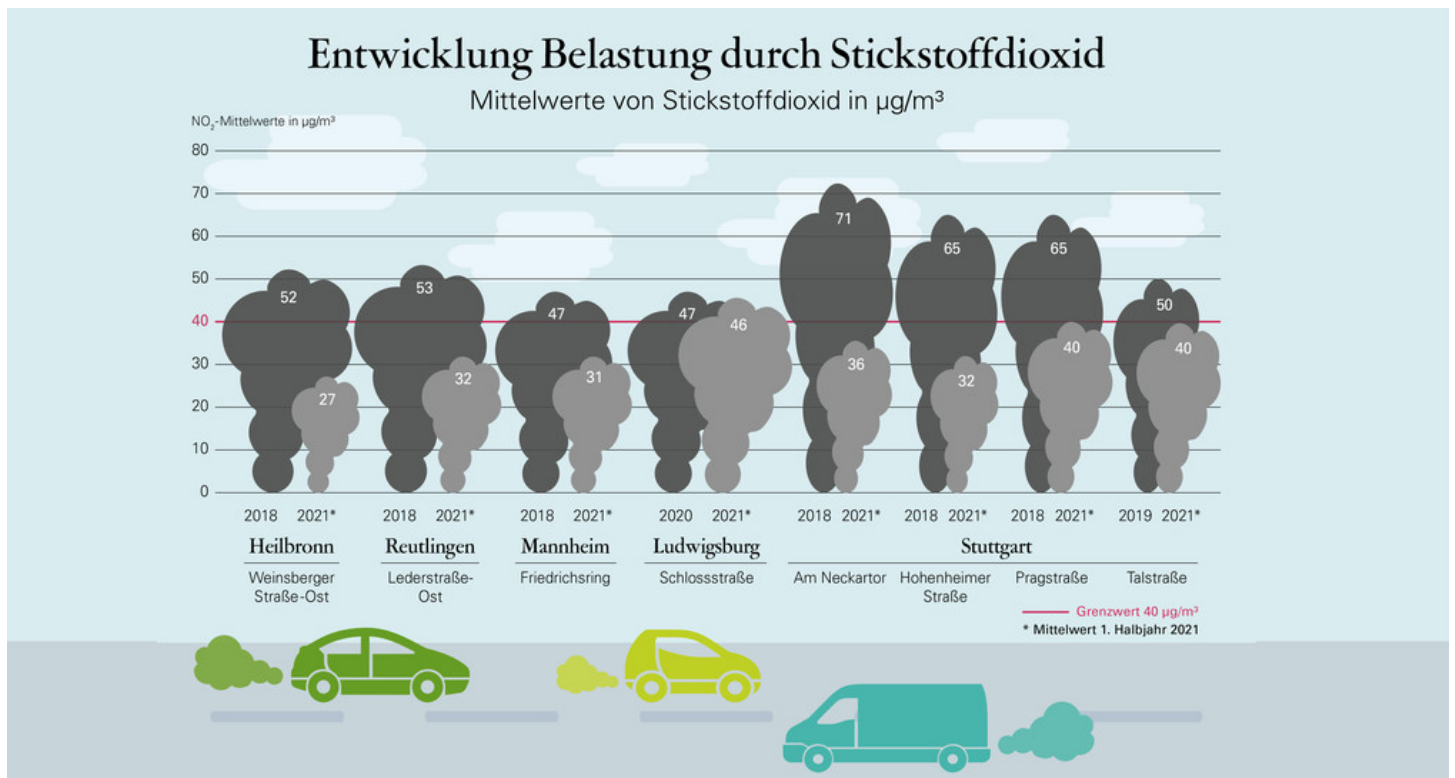 Entwicklung Belastung durch Stickstoffdioxid
Mittelwerte von Stickstoffdioxid in µg/m³
NO₂-Mittelwerte in µg/m³
80
70
60
50
40
30
20
10
0
52
27
53
32
47
31
47
46
71
36
65
32
65
40
50
40
2018 2021* 2018 2021* 2018 2021* 2020 2021* 2018 2021* 2018 2021* 2018 2021* 2019 2021*
Heilbronn Reutlingen Mannheim Ludwigsburg Stuttgart
Weinsberger Lederstraße- Friedrichsring Schlossstraße Am Neckartor Hohenheimer Pragstraße Talstraße
Straße-Ost Ost Straße
Grenzwert 40 µg/m³
* Mittelwert 1. Halbjahr 2021